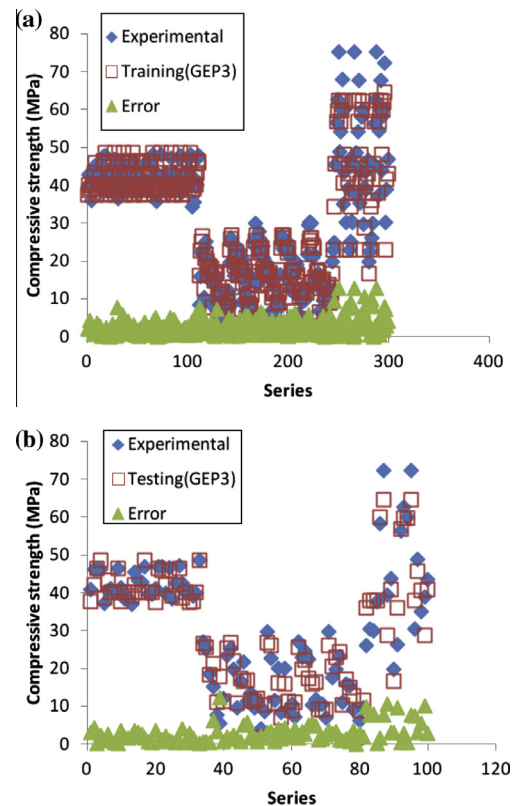 (a)
Experimental
Training(GEP3)
Error
Compressive strength (MPa)
80
70
60
50
40
30
20
10
0
0 100 200 300 400
Series
(b)
Experimental
Testing(GEP3)
Error
Compressive strength (MPa)
80
70
60
50
40
30
20
10
0
0 20 40 60 80 100 120
Series